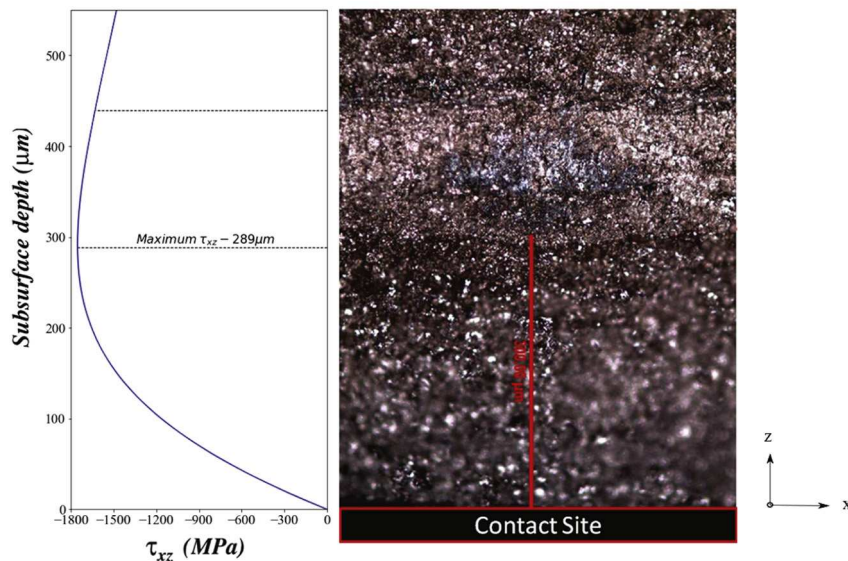 Subsurface depth (μm)
500
400
300
200
100
0
Maximum τxz − 289μm
−1800
−1500
−1200
−900
−600
−300
0
τxz (MPa)
Contact Site
z
x